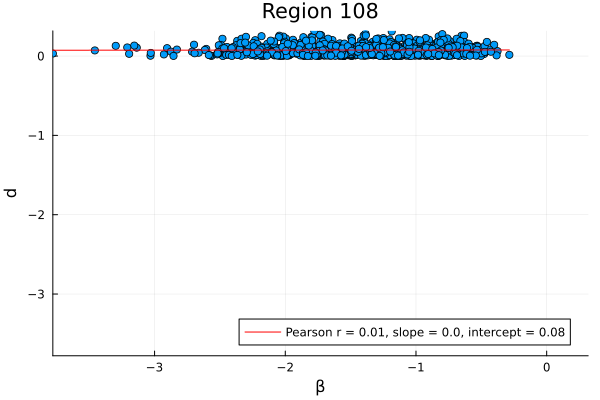 Region 108
0
−1
−2
−3
d
Pearson r = 0.01, slope = 0.0, intercept = 0.08
−3 −2 −1 0
β